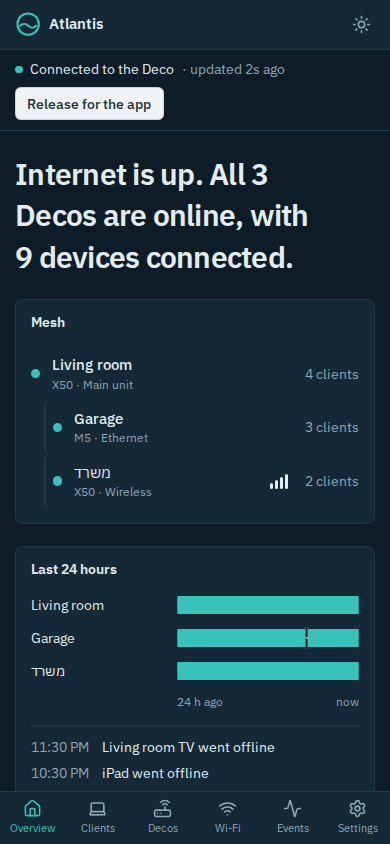 Atlantis
Connected to the Deco · updated 2s ago
Release for the app
Internet is up. All 3
Decos are online, with
9 devices connected.
Mesh
Living room
X50 · Main unit
4 clients
Garage
M5 · Ethernet
3 clients
משרד
X50 · Wireless
2 clients
Last 24 hours
Living room
Garage
משרד
24 h ago now
11:30 PM Living room TV went offline
10:30 PM iPad went offline
Overview Clients Decos Wi-Fi Events Settings